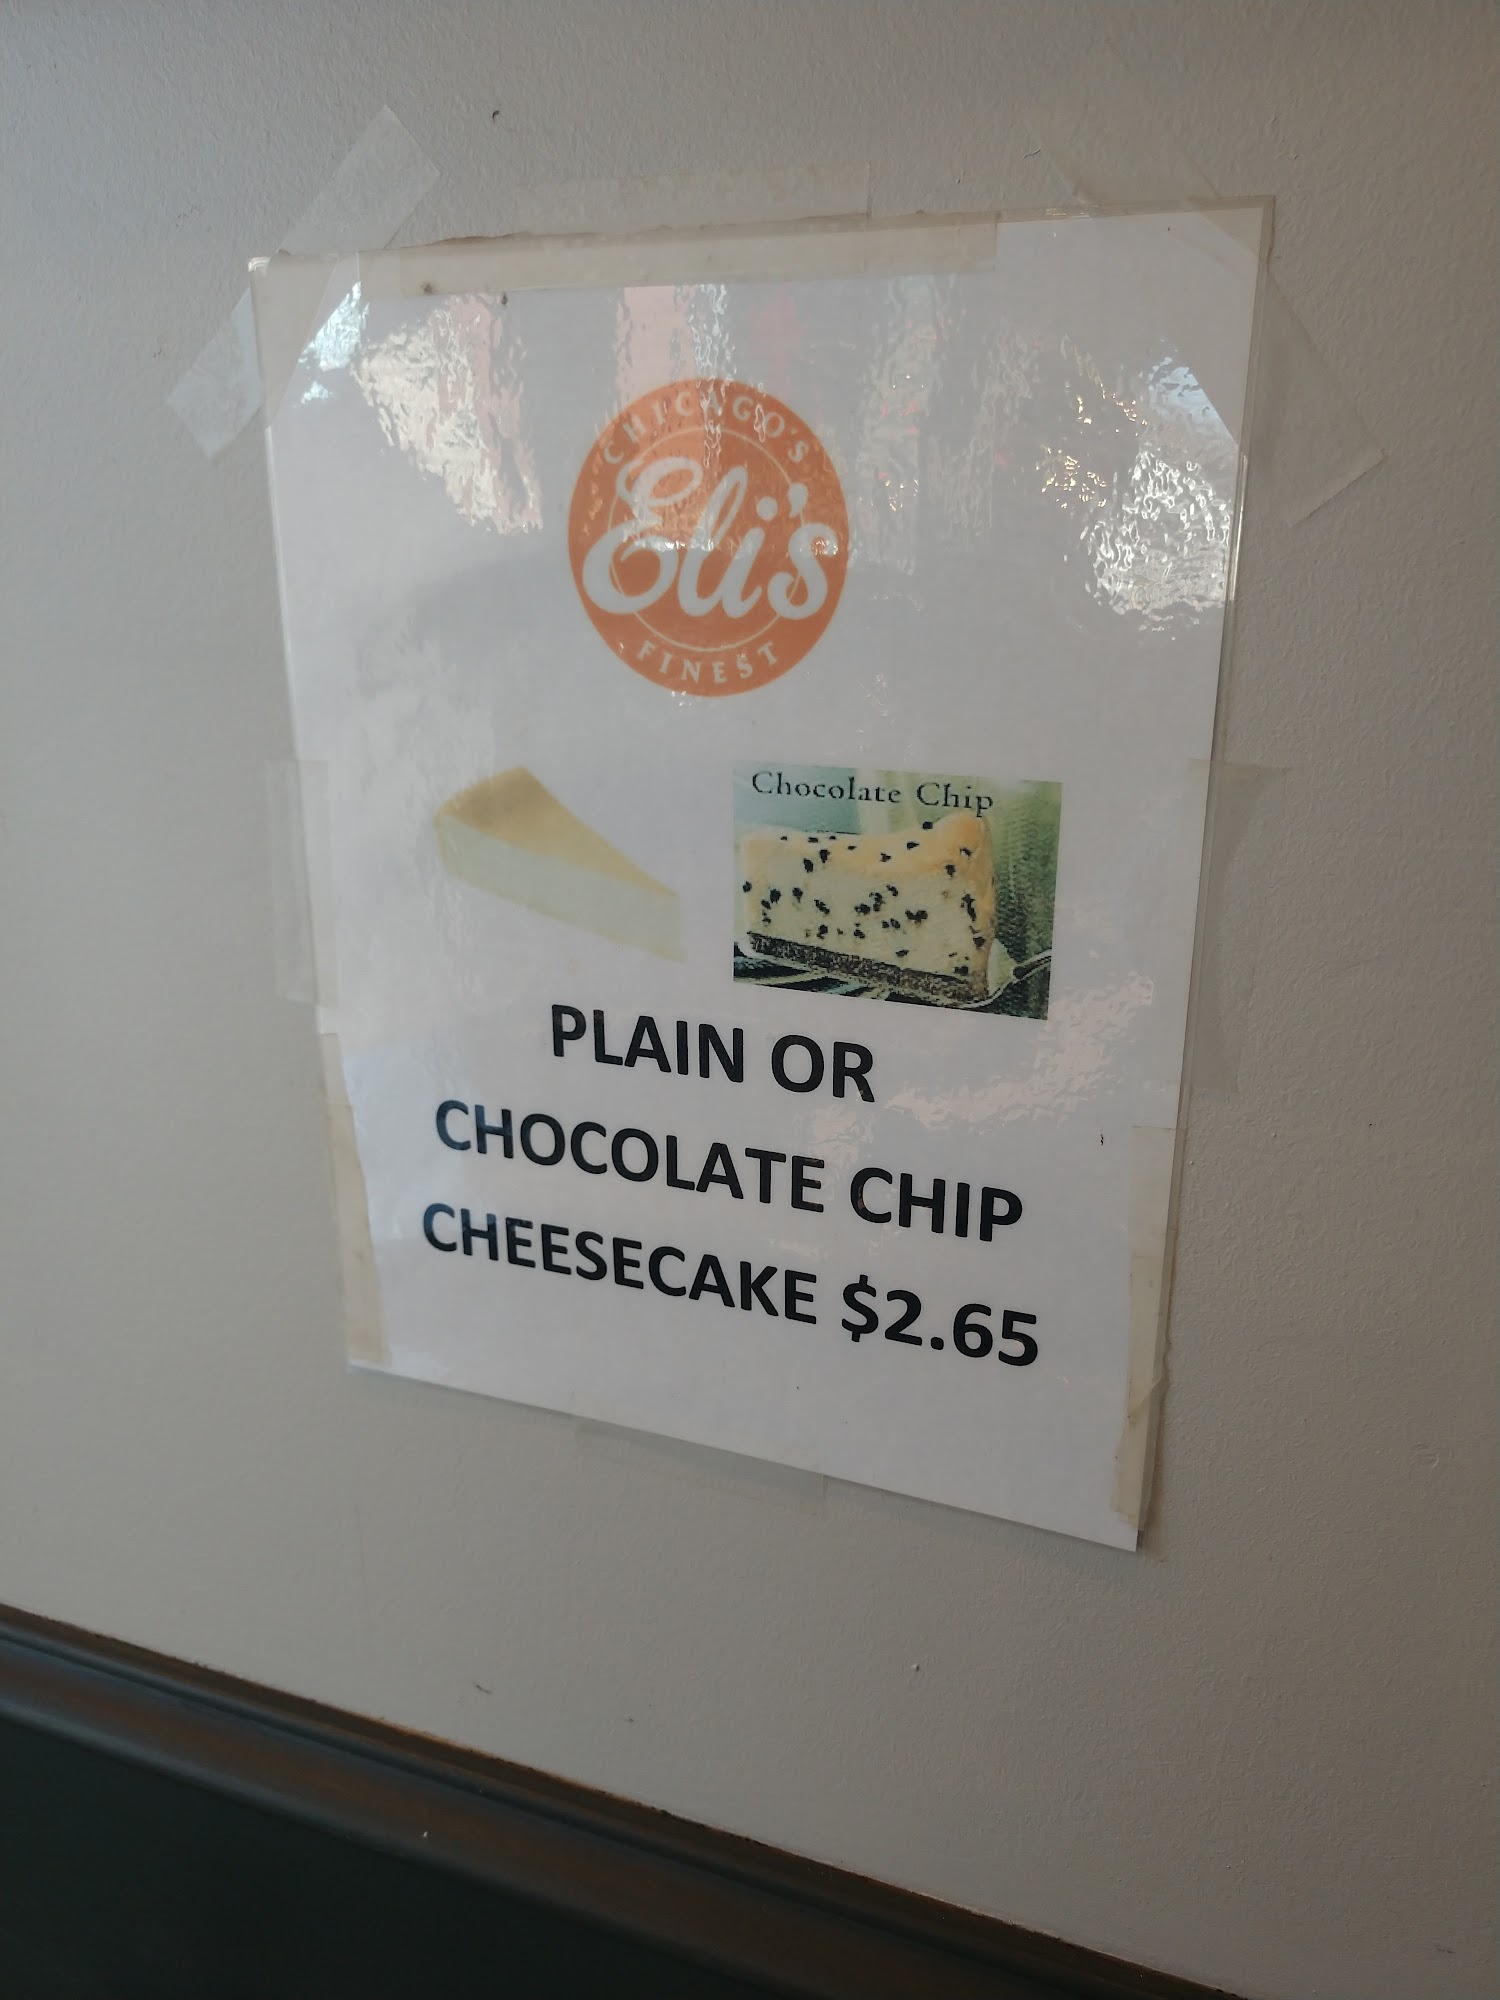 CHICAGO'S
Eli's
FINEST
Chocolate Chip
PLAIN OR
CHOCOLATE CHIP
CHEESECAKE $2.65